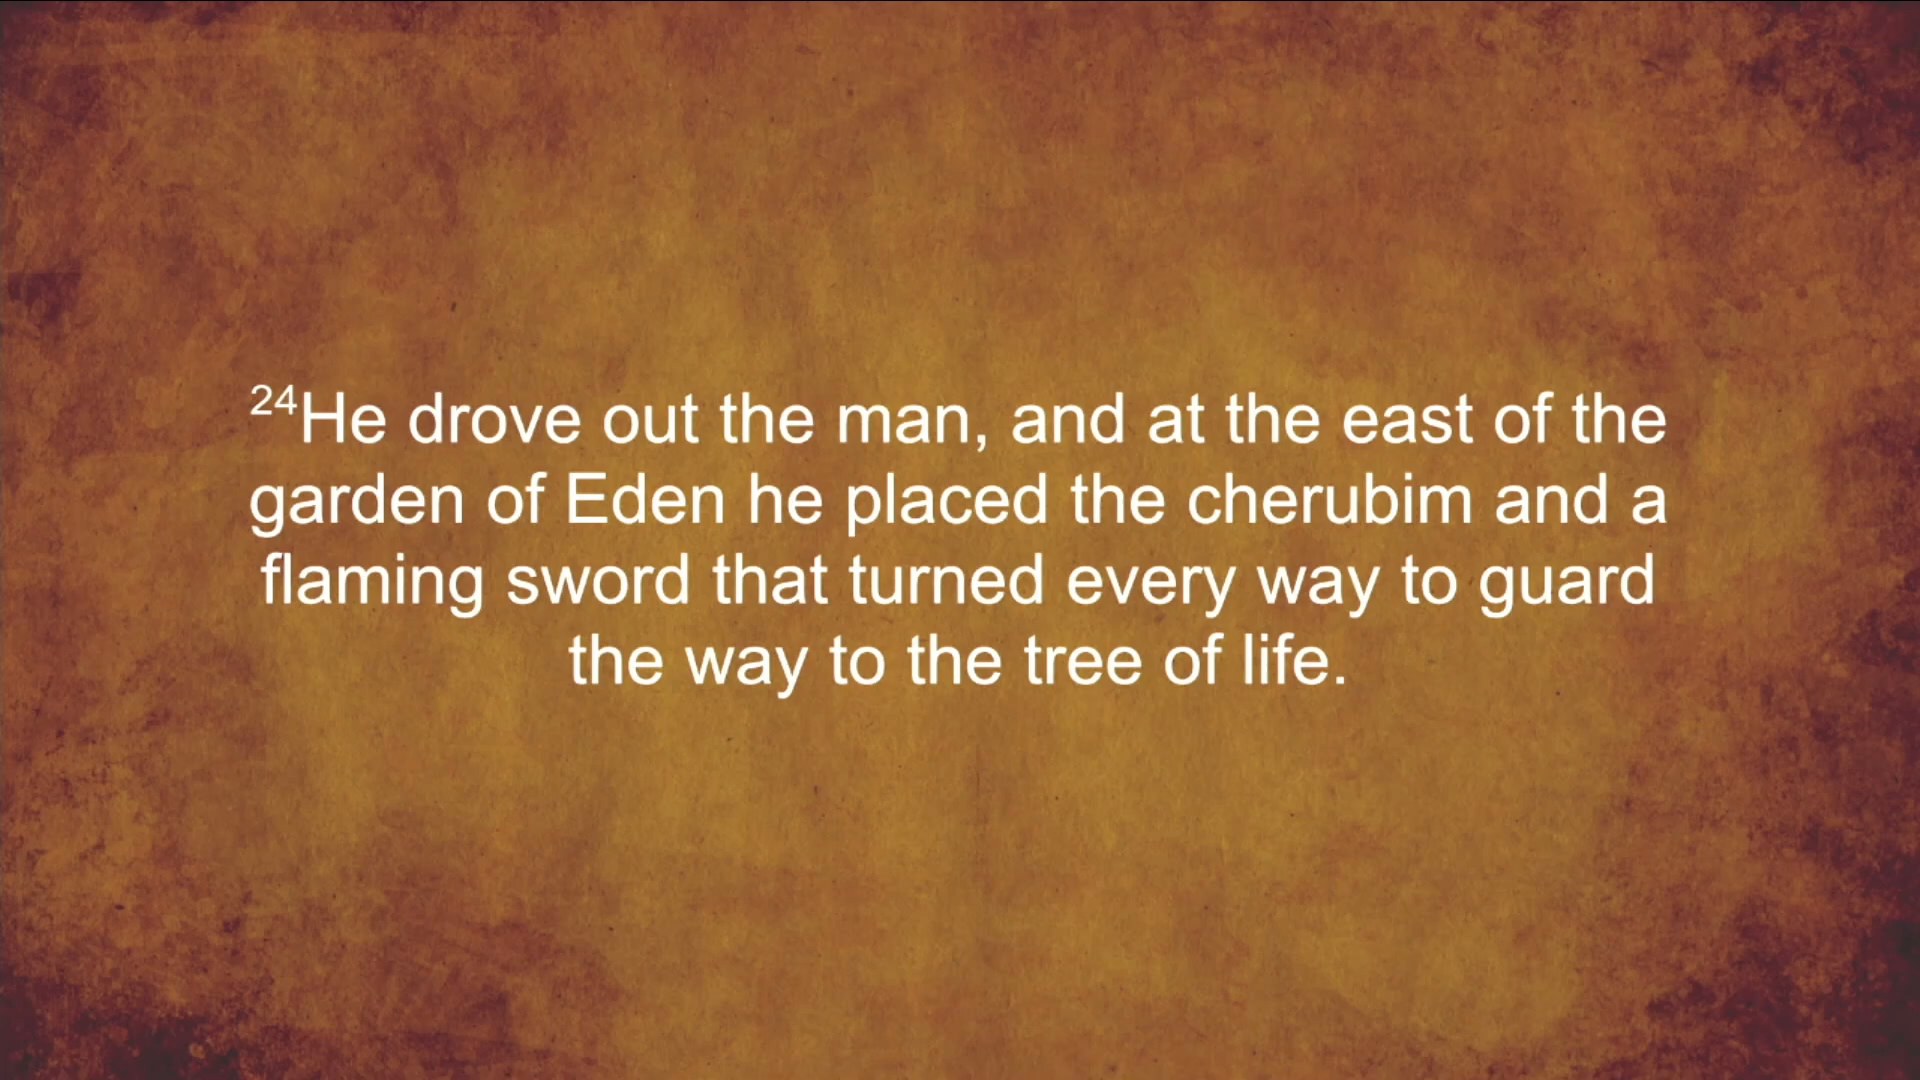 24He drove out the man, and at the east of the
garden of Eden he placed the cherubim and a
flaming sword that turned every way to guard
the way to the tree of life.